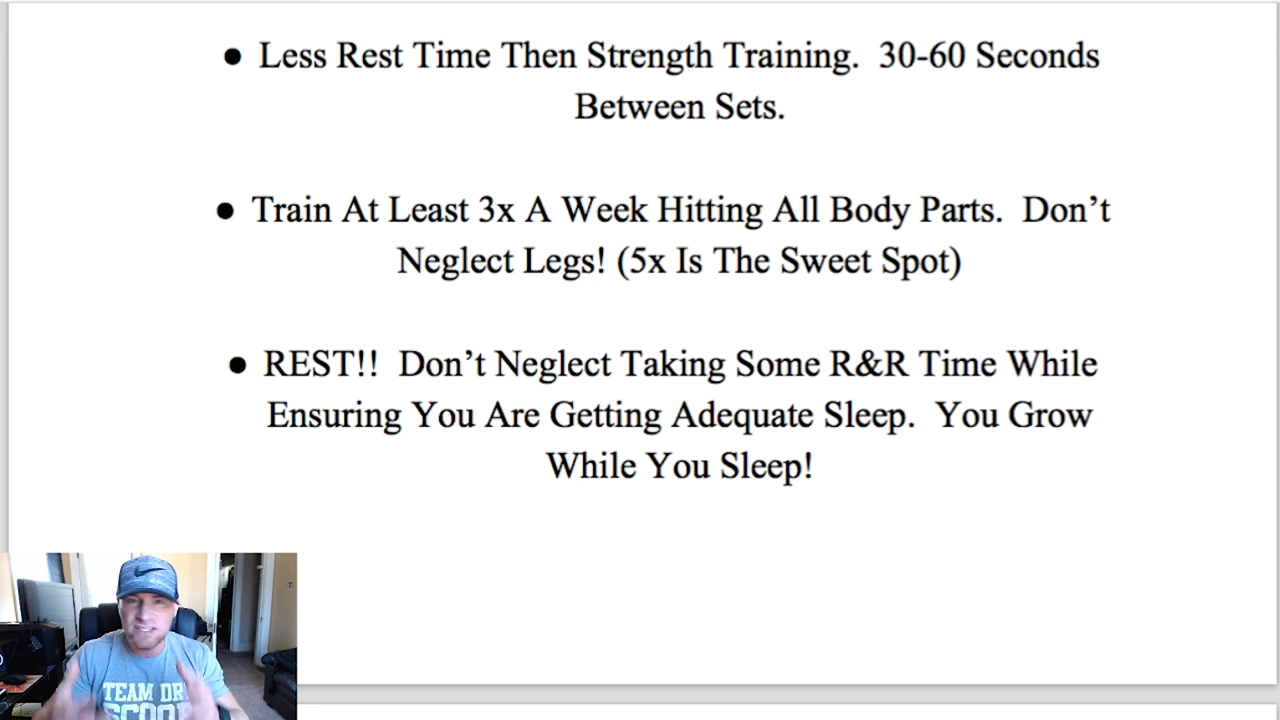 ● Less Rest Time Then Strength Training.  30-60 Seconds
Between Sets.
● Train At Least 3x A Week Hitting All Body Parts.  Don’t
Neglect Legs! (5x Is The Sweet Spot)
● REST!!  Don’t Neglect Taking Some R&R Time While
Ensuring You Are Getting Adequate Sleep.  You Grow
While You Sleep!
TEAM DR
SCOOP